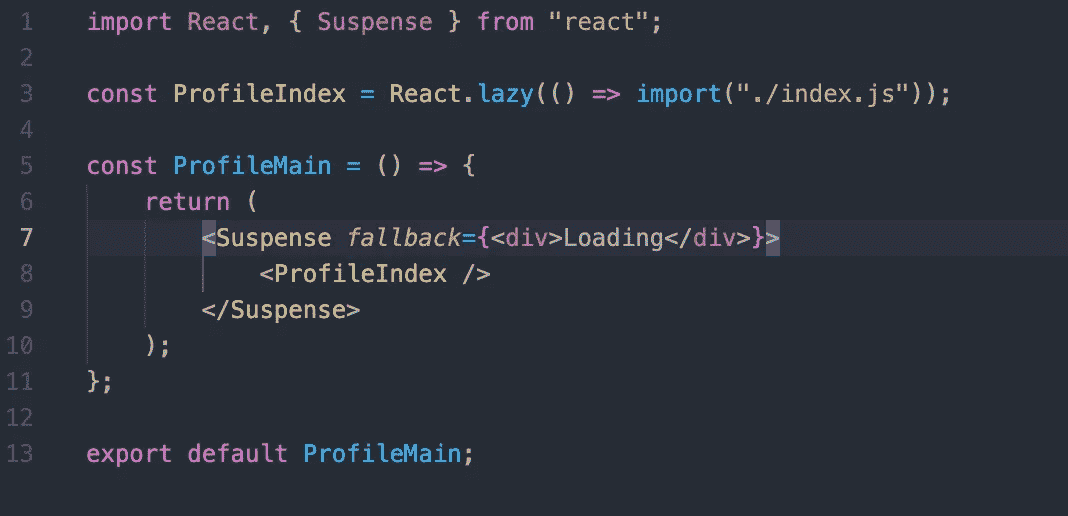 1 import React, { Suspense } from "react";
2
3 const ProfileIndex = React.lazy(() => import("./index.js"));
4
5 const ProfileMain = () => {
6     return (
7         <Suspense fallback={<div>Loading</div>}>
8             <ProfileIndex />
9         </Suspense>
10     );
11 };
12
13 export default ProfileMain;